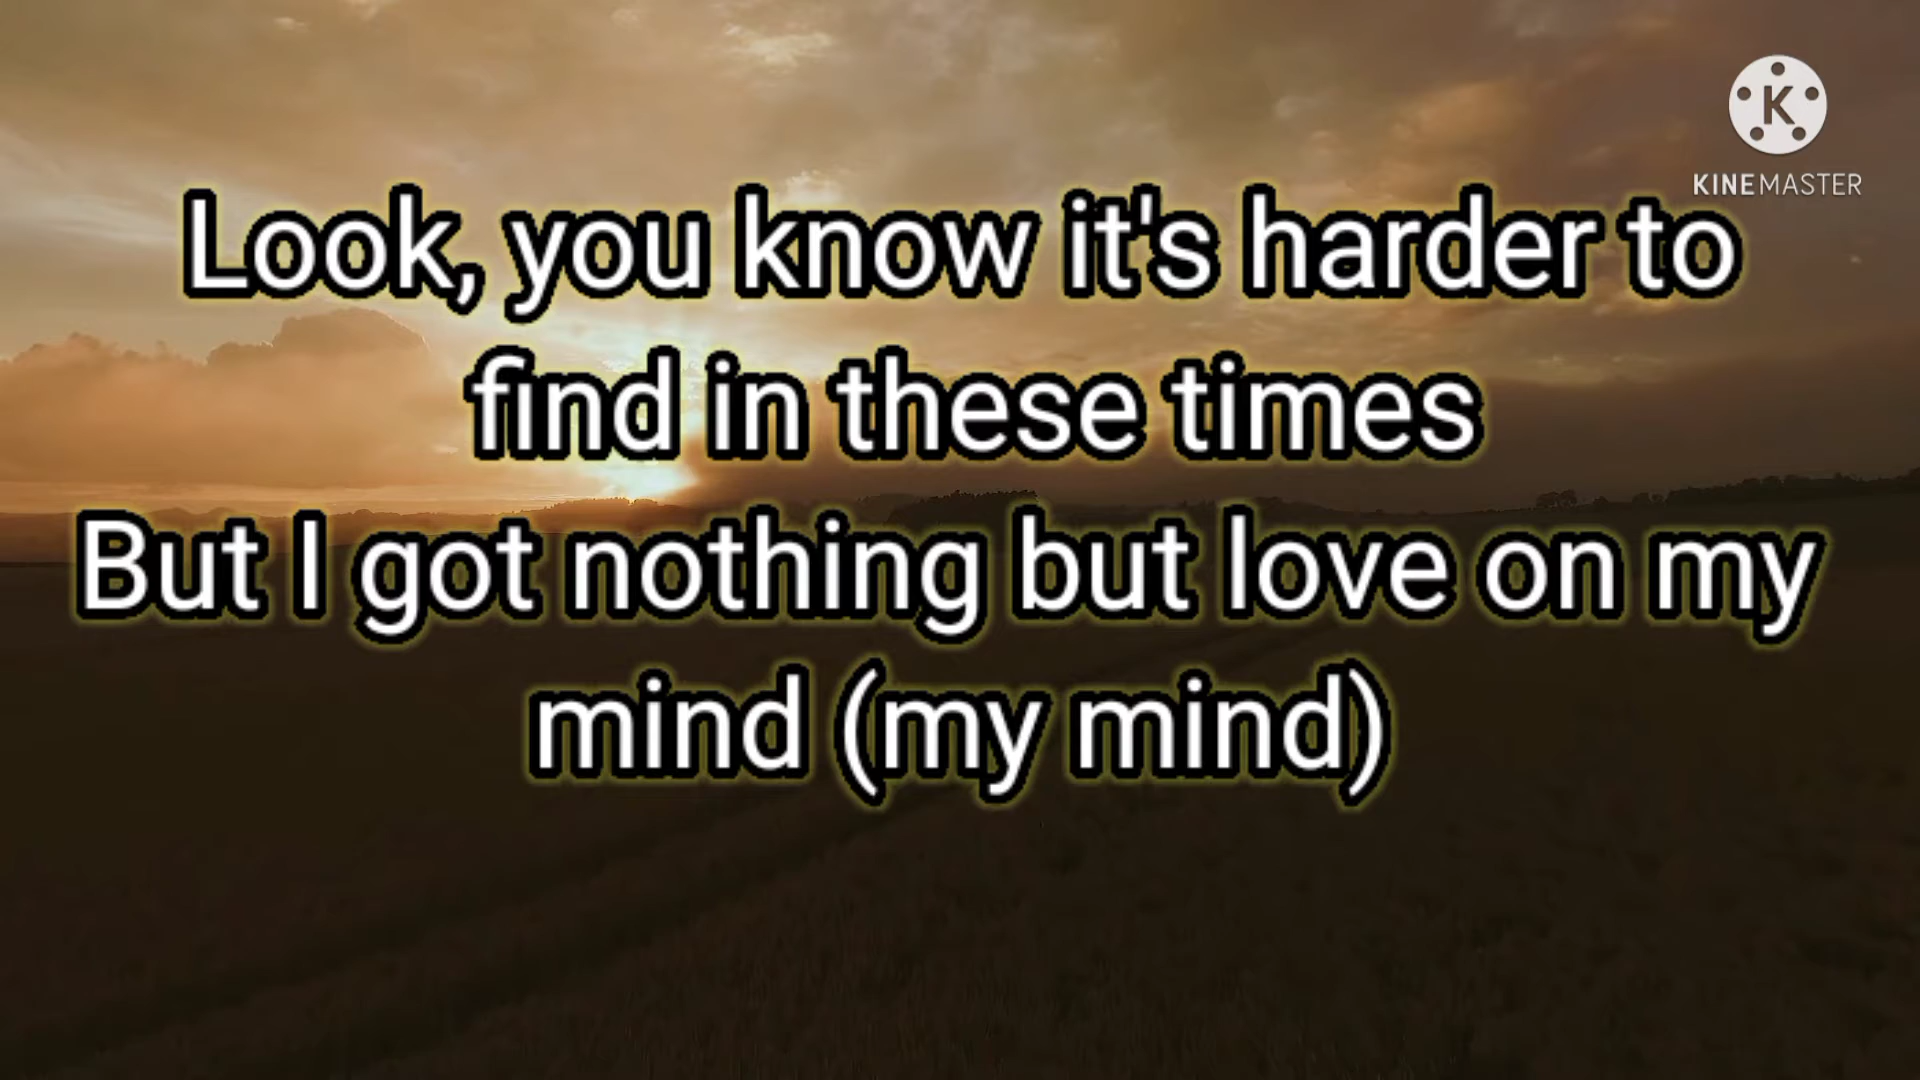 K
KINEMASTER
Look, you know it's harder to
find in these times
But I got nothing but love on my
mind (my mind)